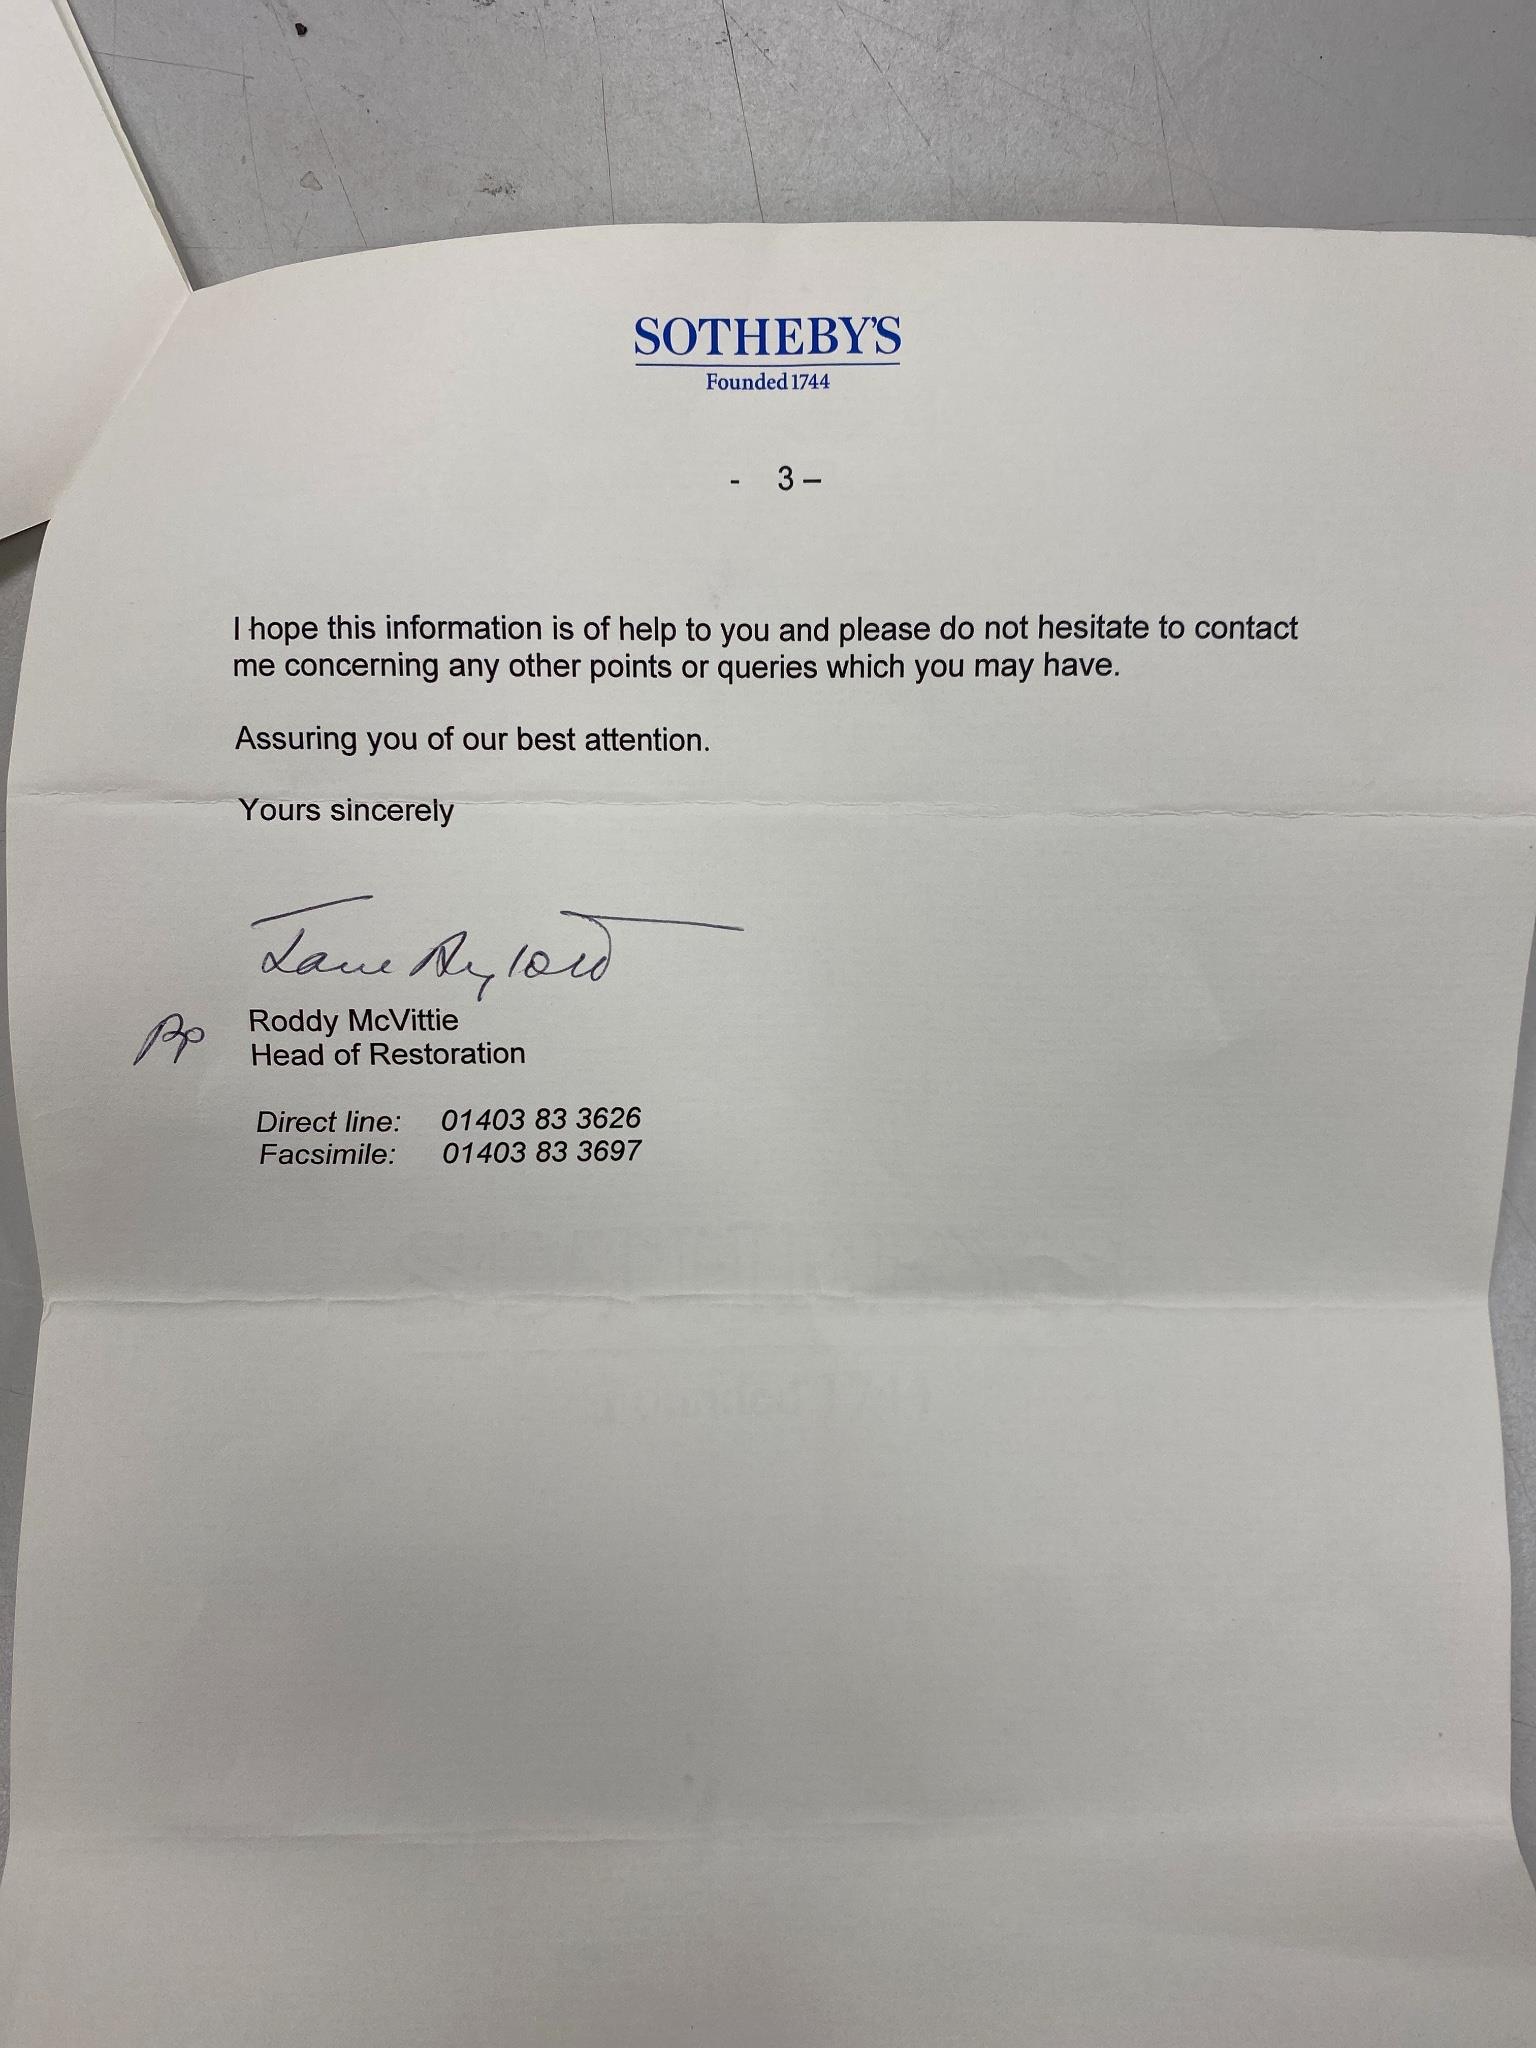 SOTHEBY'S
Founded 1744
- 3 –
I hope this information is of help to you and please do not hesitate to contact
me concerning any other points or queries which you may have.
Assuring you of our best attention.
Yours sincerely
Jane
pp
Roddy McVittie
Head of Restoration
Direct line: 01403 83 3626
Facsimile: 01403 83 3697